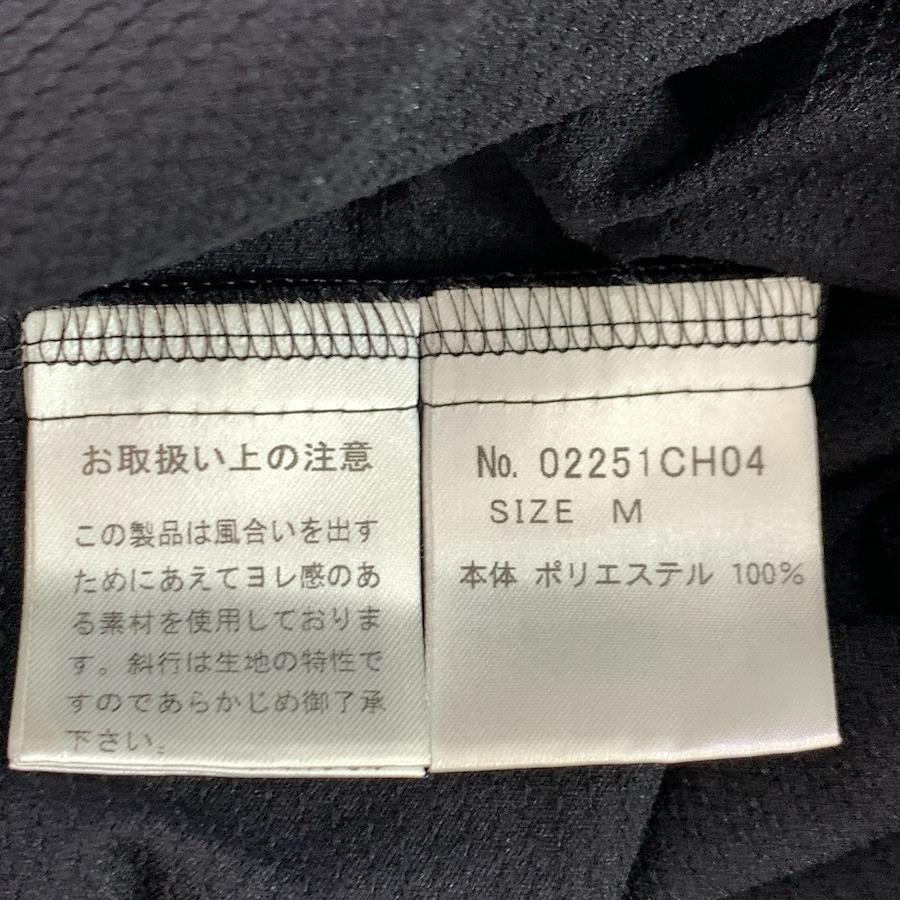 お取扱い上の注意
この製品は風合いを出す
ためにあえてヨレ感のあ
る素材を使用しておりま
す。斜行は生地の特性で
すのであらかじめ御了承
下さい。
No. 02251CH04
SIZE M
本体 ポリエステル 100%